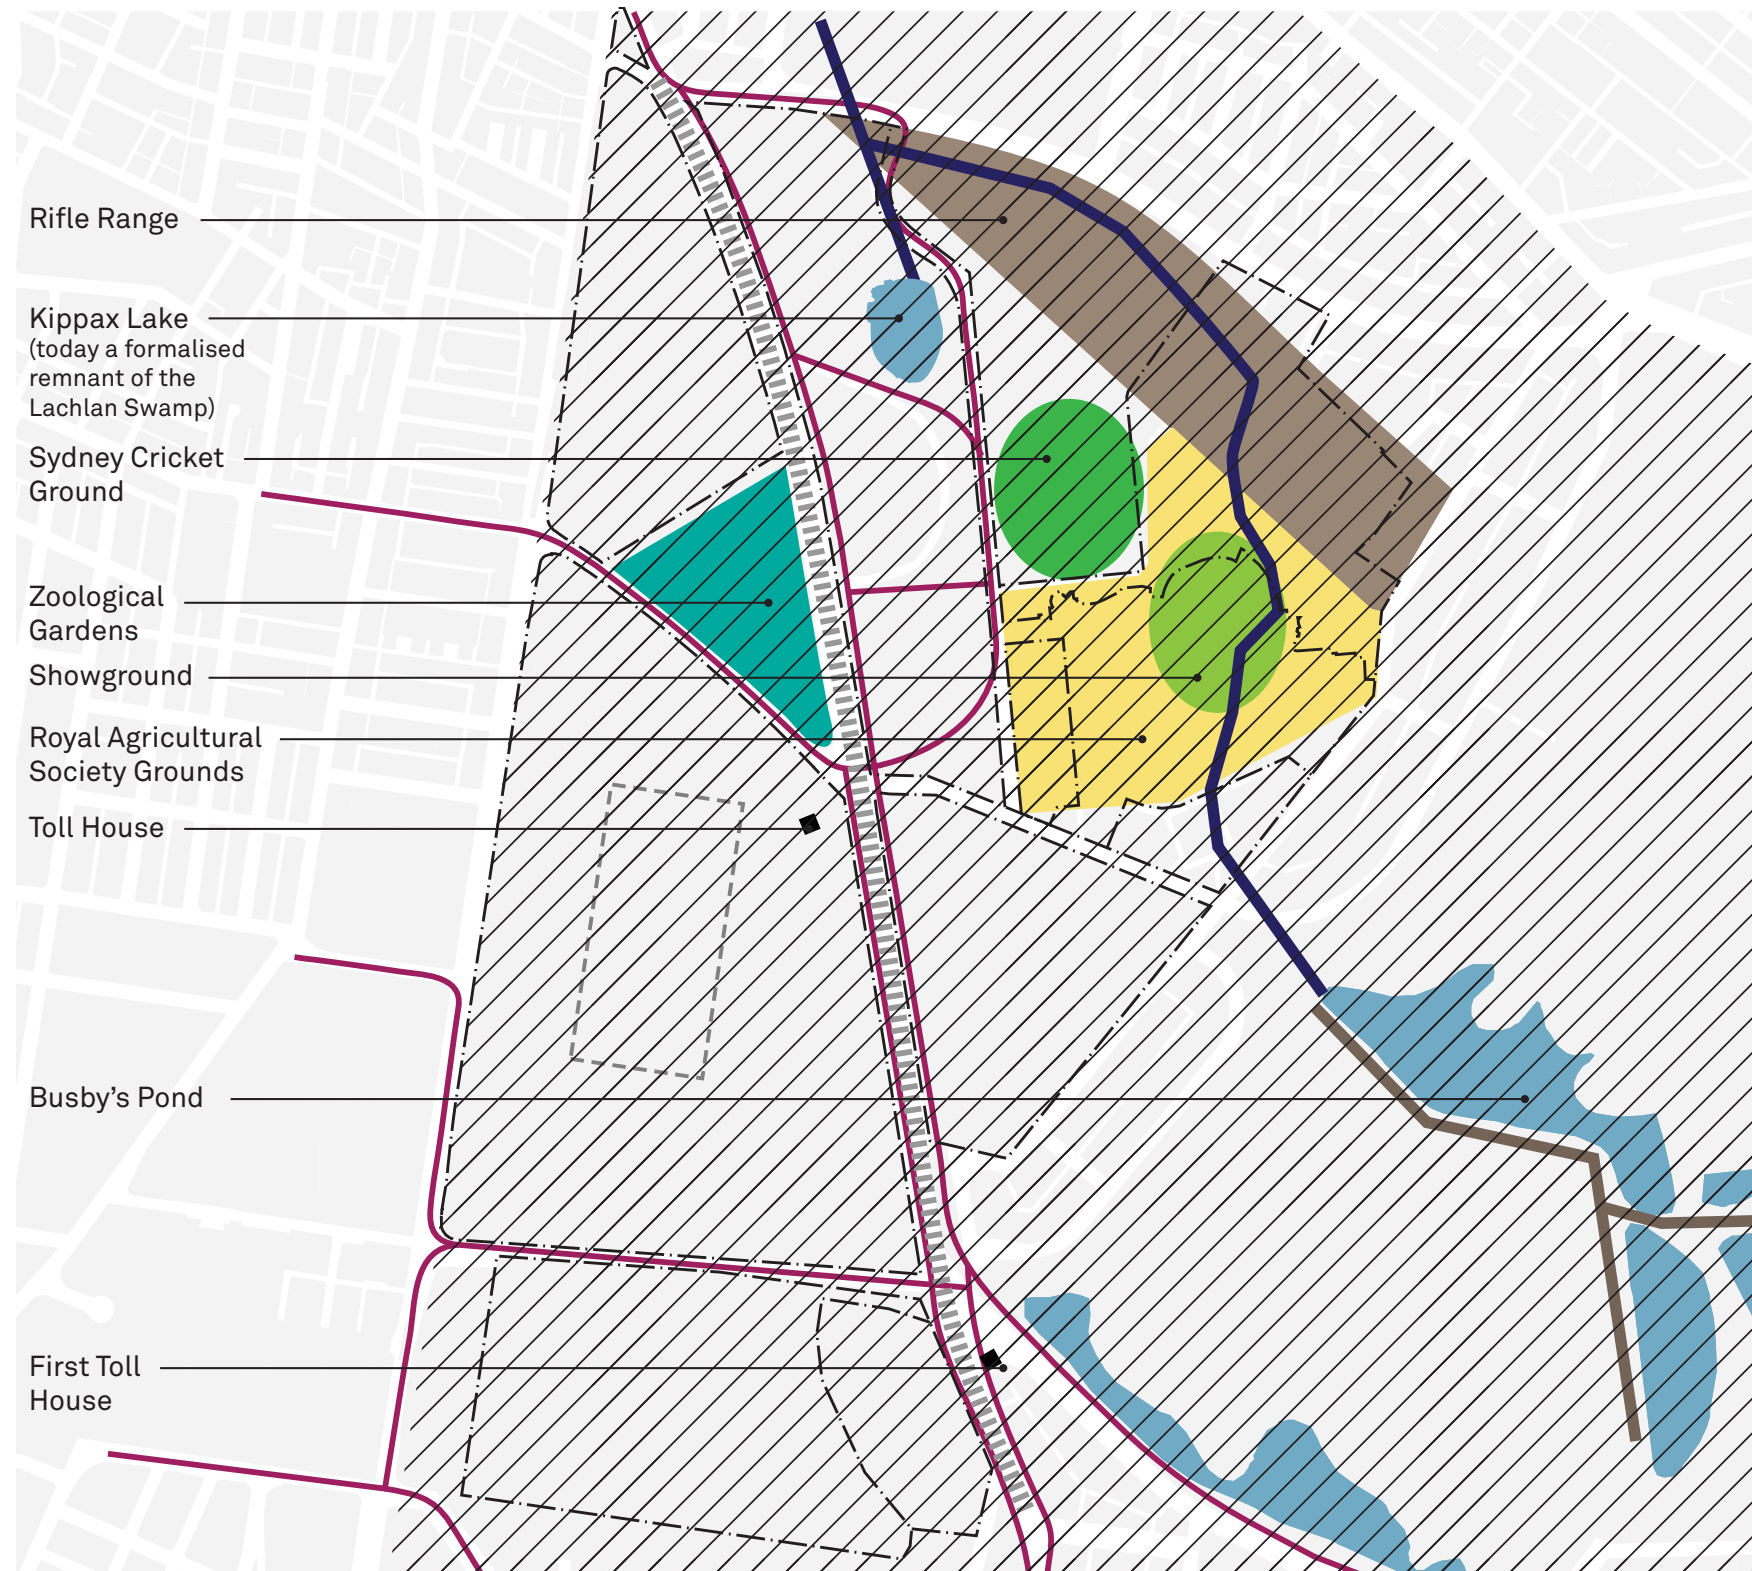 Rifle Range
Kippax Lake
(today a formalised
remnant of the
Lachlan Swamp)
Sydney Cricket
Ground
Zoological
Gardens
Showground
Royal Agricultural
Society Grounds
Toll House
Busby’s Pond
First Toll
House